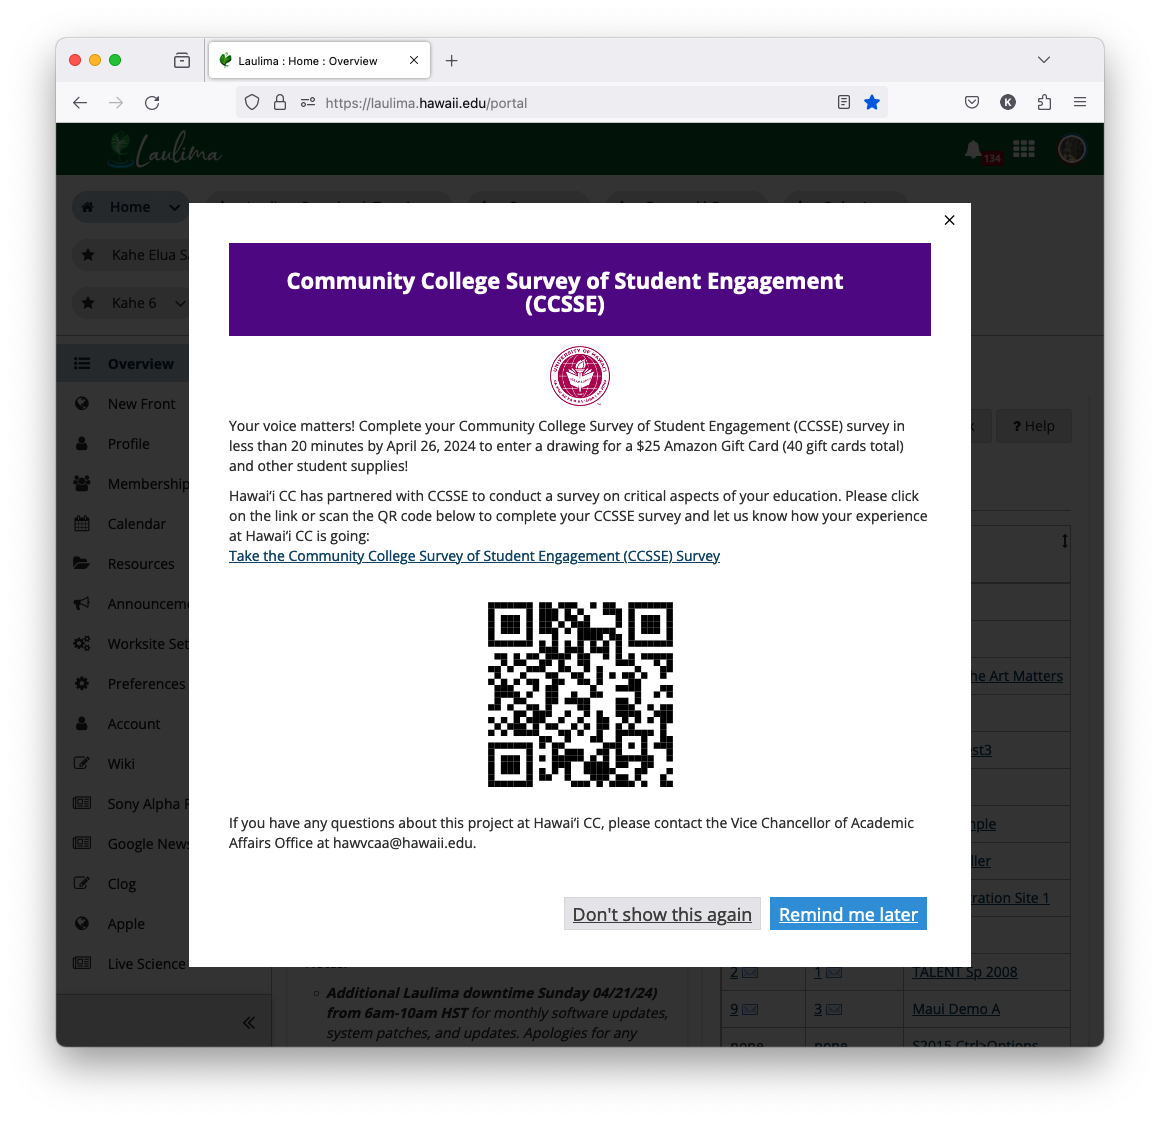 Laulima : Home : Overview
https://laulima.hawaii.edu/portal
K
Laulima
134
Home
Kahe Elua S
Kahe 6
Overview
New Front
Profile
Membership
Calendar
Resources
Announcem
Worksite Set
Preferences
Account
Wiki
Sony Alpha
Google News
Clog
Apple
Live Science
Community College Survey of Student Engagement
(CCSSE)
UNIVERSITY OF HAWAI'I
Your voice matters! Complete your Community College Survey of Student Engagement (CCSSE) survey in
less than 20 minutes by April 26, 2024 to enter a drawing for a $25 Amazon Gift Card (40 gift cards total)
and other student supplies!
Hawaiʻi CC has partnered with CCSSE to conduct a survey on critical aspects of your education. Please click
on the link or scan the QR code below to complete your CCSSE survey and let us know how your experience
at Hawaiʻi CC is going:
Take the Community College Survey of Student Engagement (CCSSE) Survey
If you have any questions about this project at Hawaiʻi CC, please contact the Vice Chancellor of Academic
Affairs Office at hawvcaa@hawaii.edu.
Don't show this again
Remind me later
? Help
he Art Matters
st3
nple
ller
ration Site 1
2 1 TALENT Sp 2008
9 3 Maui Demo A
none none S2015 Ctrl>Options
Additional Laulima downtime Sunday 04/21/24)
from 6am-10am HST for monthly software updates,
system patches, and updates. Apologies for any